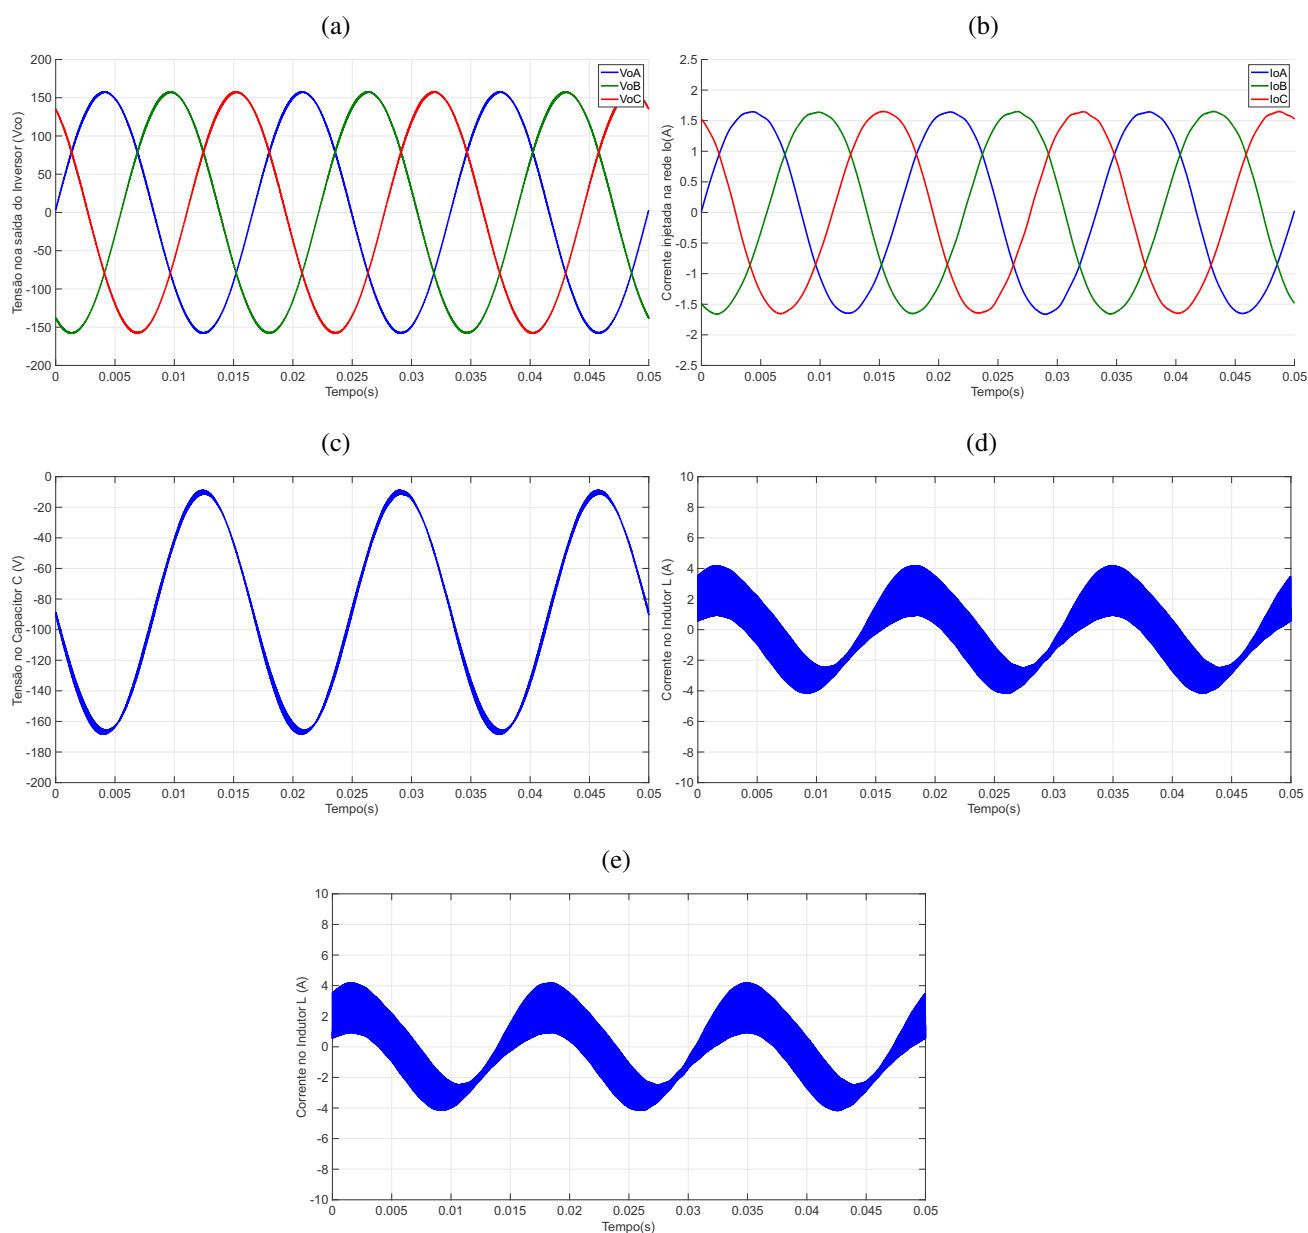 (a)
Tensão noa saída do Inversor (Vco)
200
150
100
50
0
-50
-100
-150
-200
VoA
VoB
VoC
0 0.005 0.01 0.015 0.02 0.025 0.03 0.035 0.04 0.045 0.05
Tempo(s)
(b)
Corrente injetada na rede Io(A)
2.5
2
1.5
1
0.5
0
-0.5
-1
-1.5
-2
-2.5
IoA
IoB
IoC
0 0.005 0.01 0.015 0.02 0.025 0.03 0.035 0.04 0.045 0.05
Tempo(s)
(c)
Tensão no Capacitor C (V)
0
-20
-40
-60
-80
-100
-120
-140
-160
-180
-200
0 0.005 0.01 0.015 0.02 0.025 0.03 0.035 0.04 0.045 0.05
Tempo(s)
(d)
Corrente no Indutor L (A)
10
8
6
4
2
0
-2
-4
-6
-8
-10
0 0.005 0.01 0.015 0.02 0.025 0.03 0.035 0.04 0.045 0.05
Tempo(s)
(e)
Corrente no Indutor L (A)
10
8
6
4
2
0
-2
-4
-6
-8
-10
0 0.005 0.01 0.015 0.02 0.025 0.03 0.035 0.04 0.045 0.05
Tempo(s)